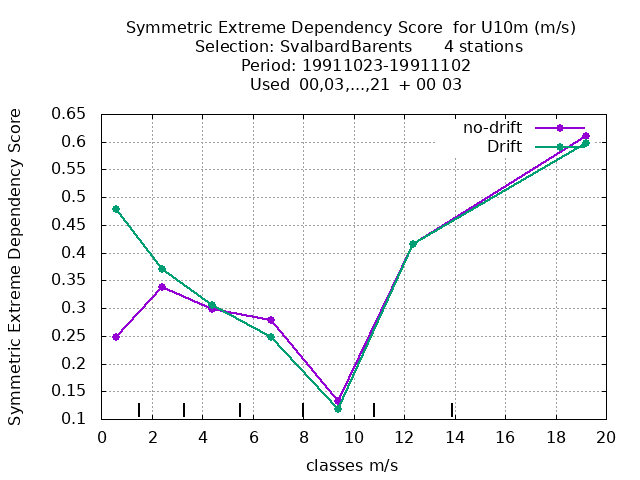 Symmetric Extreme Dependency Score for U10m (m/s)
Selection: SvalbardBarents 4 stations
Period: 19911023-19911102
Used 00,03,...,21 + 00 03
Symmetric Extreme Dependency Score
0.65
0.6
0.55
0.5
0.45
0.4
0.35
0.3
0.25
0.2
0.15
0.1
no-drift
Drift
0 2 4 6 8 10 12 14 16 18 20
classes m/s